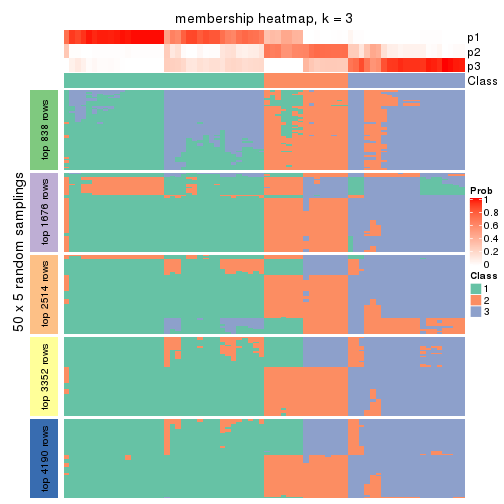 membership heatmap, k = 3
p1
p2
p3
Class
50 x 5 random samplings
top 838 rows
top 1676 rows
top 2514 rows
top 3352 rows
top 4190 rows
Prob
1
0.8
0.6
0.4
0.2
0
Class
1
2
3